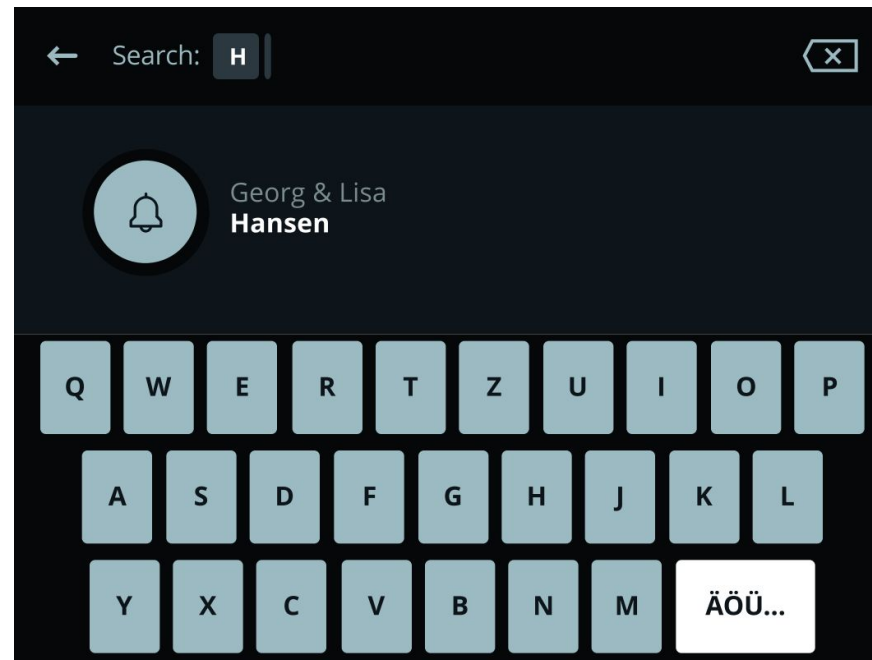 Search: H
Georg & Lisa
Hansen
Q W E R T Z U I O P
A S D F G H J K L
Y X C V B N M ÄÖÜ...